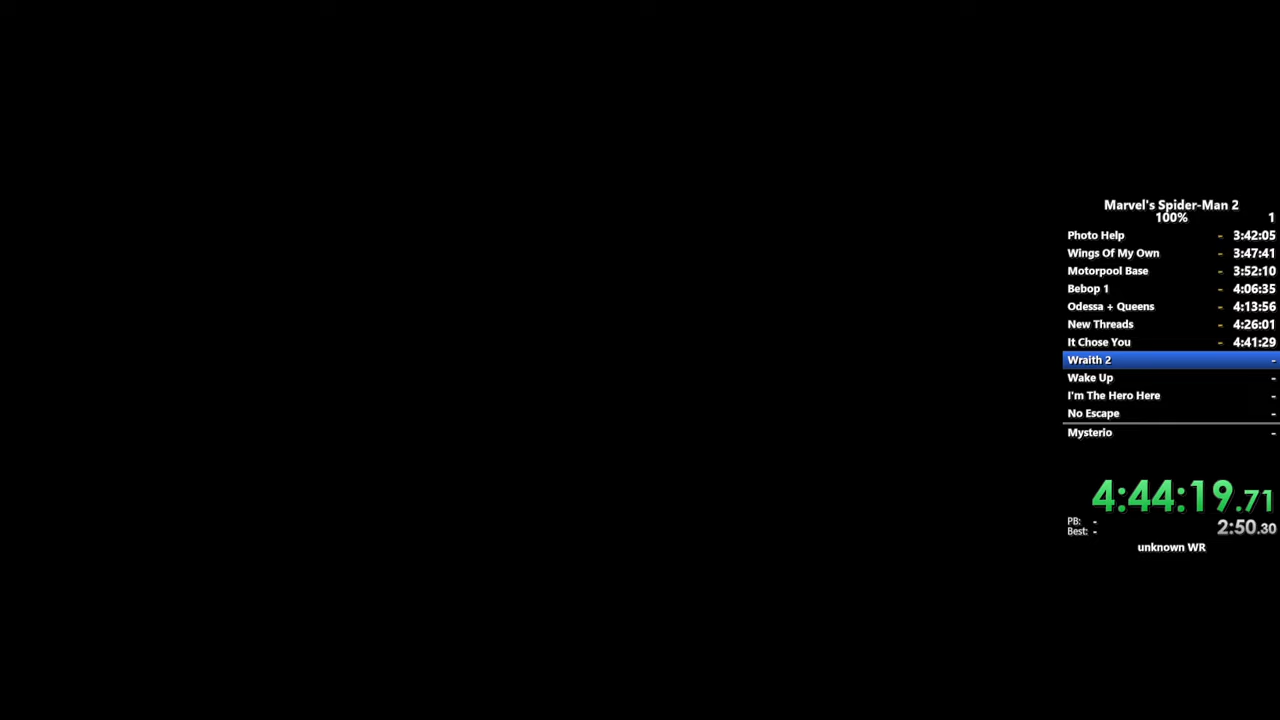 Marvel's Spider-Man 2
100% 1
Photo Help - 3:42:05
Wings Of My Own - 3:47:41
Motorpool Base - 3:52:10
Bebop 1 - 4:06:35
Odessa + Queens - 4:13:56
New Threads - 4:26:01
It Chose You - 4:41:29
Wraith 2 -
Wake Up -
I'm The Hero Here -
No Escape -
Mysterio -
4:44:19.71
PB: - 2:50.30
Best: -
unknown WR